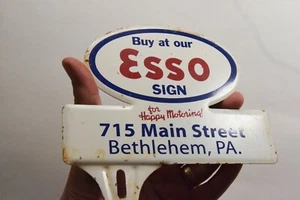 Buy at our
Esso
SIGN
for
Happy Motoring!
715 Main Street
Bethlehem, PA.